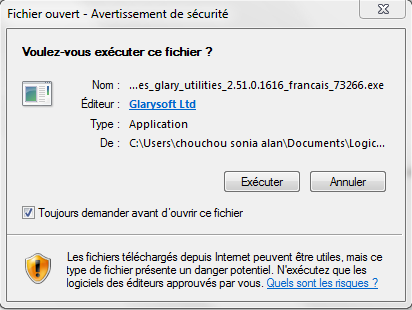 Fichier ouvert - Avertissement de sécurité
Voulez-vous exécuter ce fichier ?
Nom : ...es_glary_utilities_2.51.0.1616_francais_73266.exe
Éditeur : Glarysoft Ltd
Type : Application
De : C:\Users\chouchou sonia alan\Documents\Logic...
Exécuter Annuler
Toujours demander avant d'ouvrir ce fichier
Les fichiers téléchargés depuis Internet peuvent être utiles, mais ce
type de fichier présente un danger potentiel. N'exécutez que les
logiciels des éditeurs approuvés par vous. Quels sont les risques ?